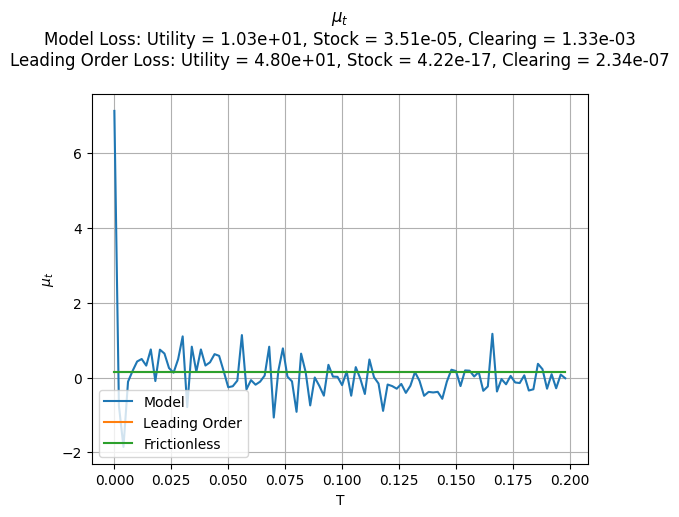 μt
Model Loss: Utility = 1.03e+01, Stock = 3.51e-05, Clearing = 1.33e-03
Leading Order Loss: Utility = 4.80e+01, Stock = 4.22e-17, Clearing = 2.34e-07
6
4
2
0
−2
μt
Model
Leading Order
Frictionless
0.000 0.025 0.050 0.075 0.100 0.125 0.150 0.175 0.200
T